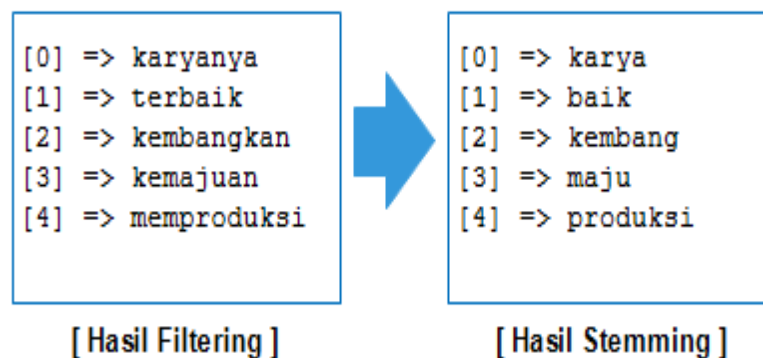 [0] => karyanya
[1] => terbaik
[2] => kembangkan
[3] => kemajuan
[4] => memproduksi
[ Hasil Filtering ]
[0] => karya
[1] => baik
[2] => kembang
[3] => maju
[4] => produksi
[ Hasil Stemming ]